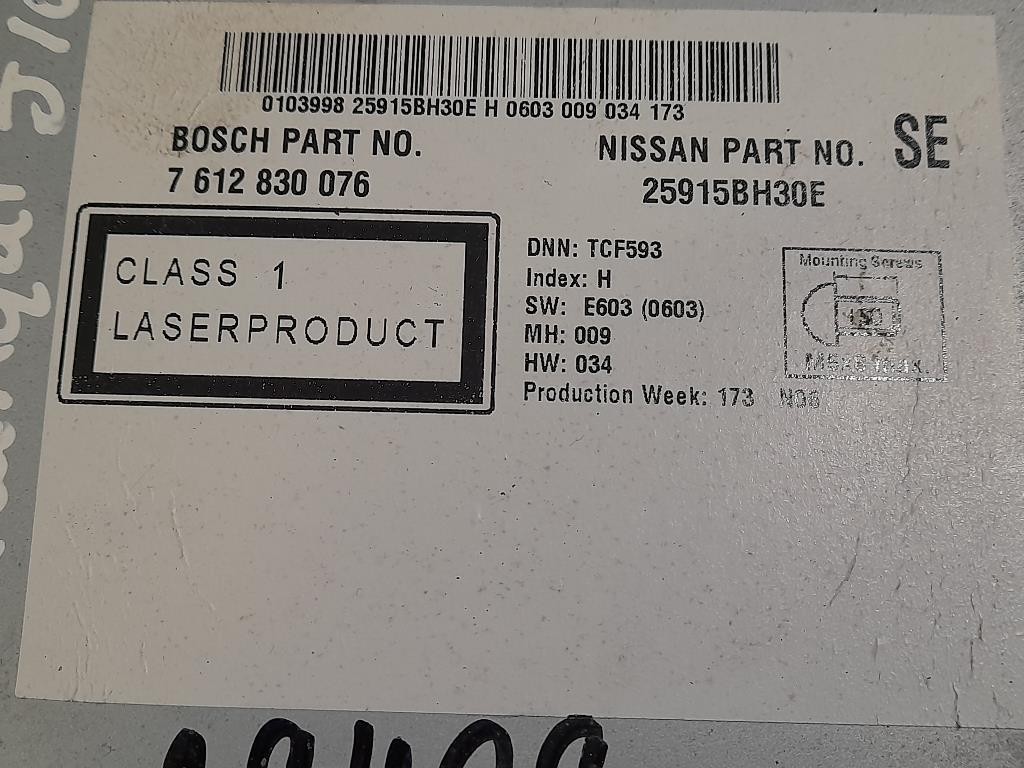 0103998 25915BH30E H 0603 009 034 173
BOSCH PART NO.
7 612 830 076
NISSAN PART NO.
25915BH30E
SE
CLASS 1
LASERPRODUCT
DNN: TCF593
Index: H
SW: E603 (0603)
MH: 009
HW: 034
Production Week: 173
Mounting Screws
max.